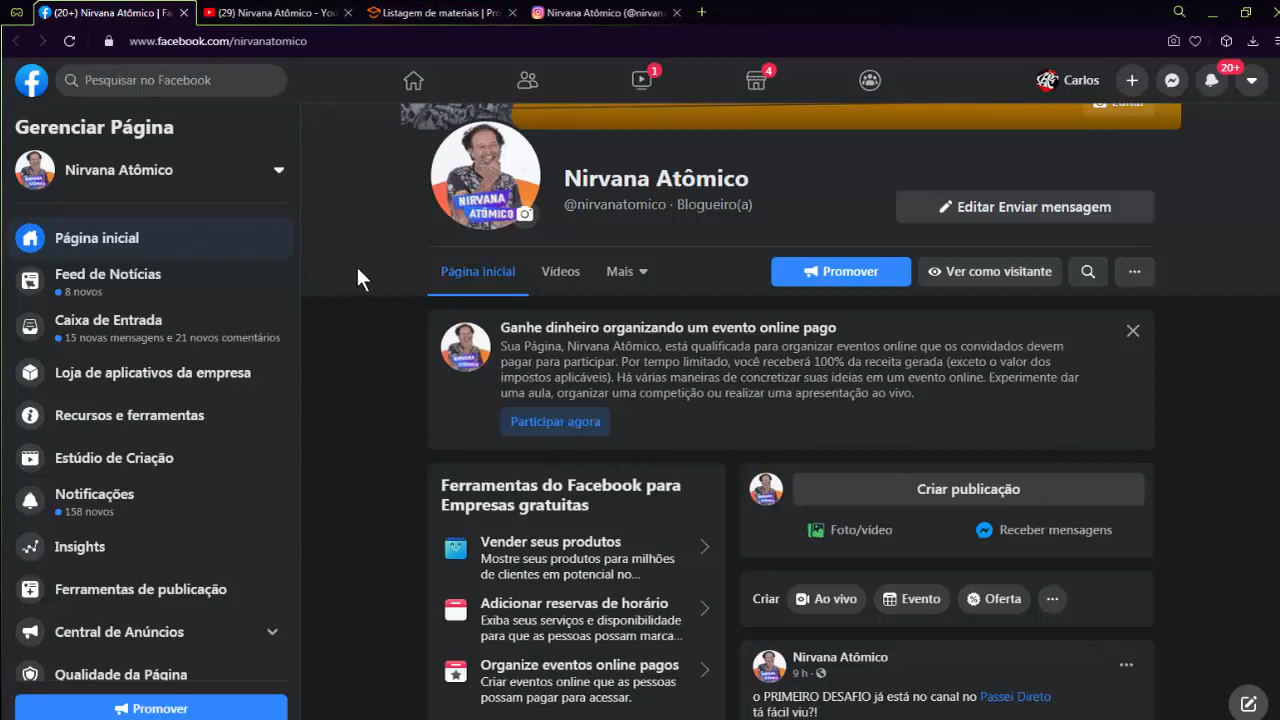 (20+) Nirvana Atômico | Fa
(29) Nirvana Atômico - You
Listagem de materiais | Pro
Nirvana Atômico (@nirvan
www.facebook.com/nirvanatomico
Pesquisar no Facebook
1
4
Carlos
20+
Gerenciar Página
Nirvana Atômico
Página inicial
Feed de Notícias
8 novos
Caixa de Entrada
15 novas mensagens e 21 novos comentários
Loja de aplicativos da empresa
Recursos e ferramentas
Estúdio de Criação
Notificações
158 novos
Insights
Ferramentas de publicação
Central de Anúncios
Qualidade da Página
Promover
Editar
NIRVANA
ATÔMICO
Nirvana Atômico
@nirvanatomico · Blogueiro(a)
Editar Enviar mensagem
Página inicial
Vídeos
Mais
Promover
Ver como visitante
Ganhe dinheiro organizando um evento online pago
Sua Página, Nirvana Atômico, está qualificada para organizar eventos online que os convidados devem
pagar para participar. Por tempo limitado, você receberá 100% da receita gerada (exceto o valor dos
impostos aplicáveis). Há várias maneiras de concretizar suas ideias em um evento online. Experimente dar
uma aula, organizar uma competição ou realizar uma apresentação ao vivo.
Participar agora
Ferramentas do Facebook para
Empresas gratuitas
Vender seus produtos
Mostre seus produtos para milhões
de clientes em potencial no...
Adicionar reservas de horário
Exiba seus serviços e disponibilidade
para que as pessoas possam marca...
Organize eventos online pagos
Criar eventos online que as pessoas
possam pagar para acessar.
Criar publicação
Foto/vídeo
Receber mensagens
Criar
Ao vivo
Evento
Oferta
Nirvana Atômico
9 h ·
o PRIMEIRO DESAFIO já está no canal no Passei Direto
tá fácil viu?!